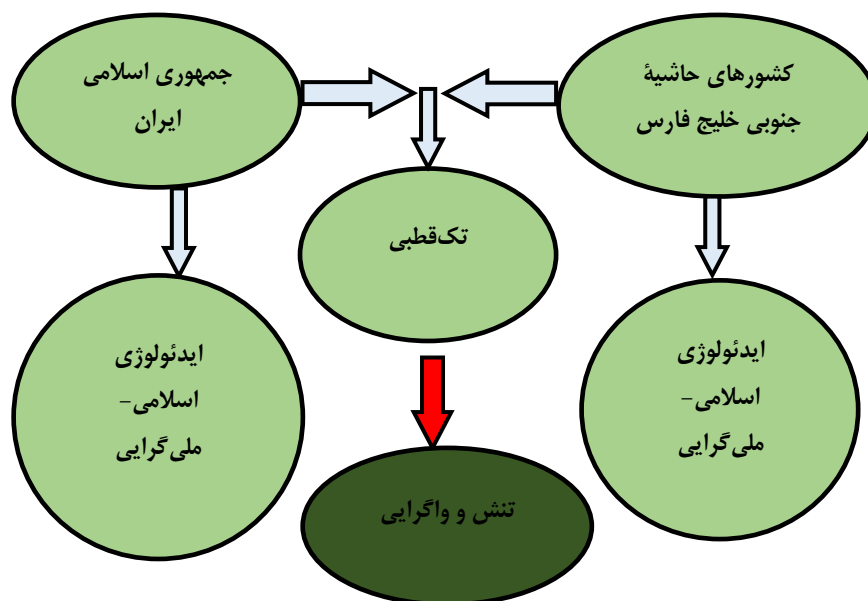 کشورهای حاشیۀ
جنوبی خلیج فارس
جمهوری اسلامی
ایران
تک‌قطبی
ایدئولوژی
اسلامی-
ملی‌گرایی
ایدئولوژی
اسلامی-
ملی‌گرایی
تنش و واگرایی